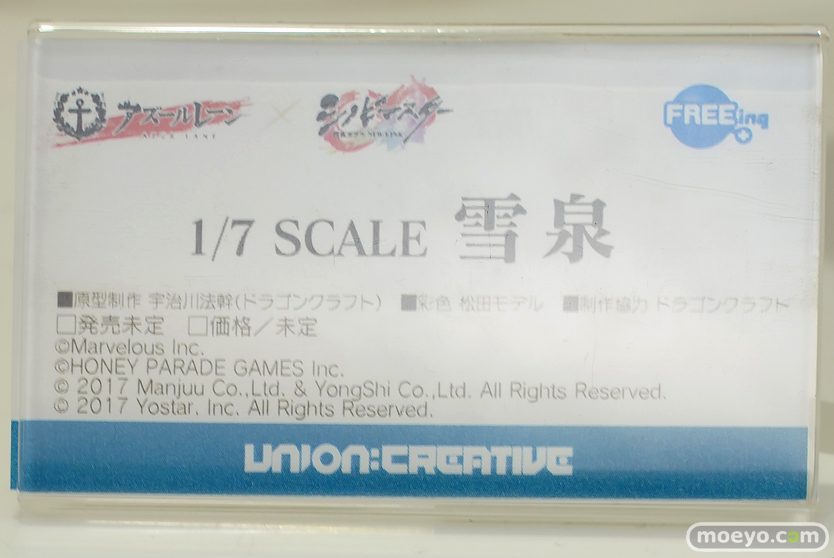 アズールレーン × シノビマスター FREEing
AZUR LANE
1/7 SCALE 雪泉
■原型制作 宇治川法幹(ドラゴンクラフト) ■彩色 松田モデル ■制作協力 ドラゴンクラフト
□発売未定 □価格/未定
©Marvelous Inc.
©HONEY PARADE GAMES Inc.
© 2017 Manjuu Co.,Ltd. & YongShi Co.,Ltd. All Rights Reserved.
© 2017 Yostar, Inc. All Rights Reserved.
UNION:CREATIVE
moeyo.com